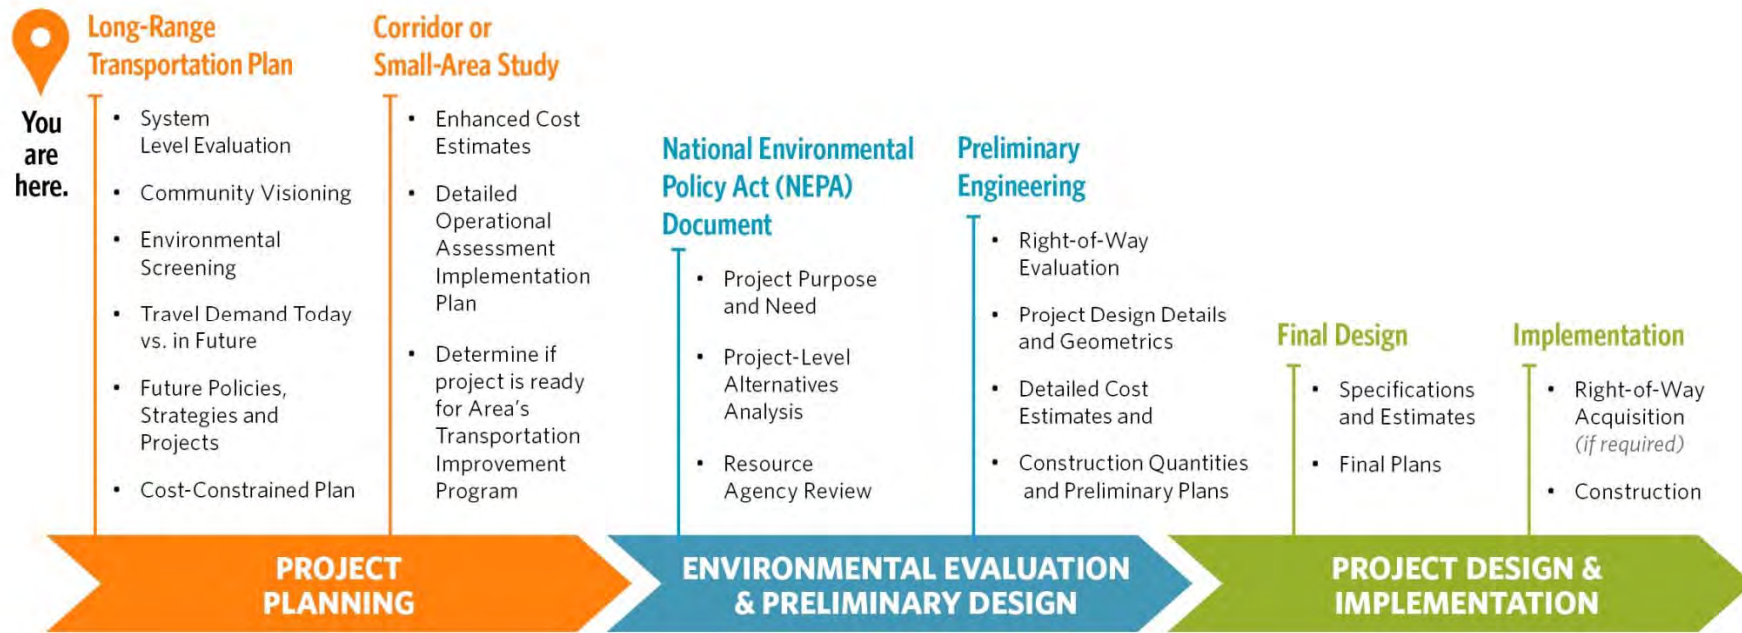 You
are
here.
Long-Range
Transportation Plan
• System
Level Evaluation
• Community Visioning
• Environmental
Screening
• Travel Demand Today
vs. in Future
• Future Policies,
Strategies and
Projects
• Cost-Constrained Plan
Corridor or
Small-Area Study
• Enhanced Cost
Estimates
• Detailed
Operational
Assessment
Implementation
Plan
• Determine if
project is ready
for Area's
Transportation
Improvement
Program
National Environmental
Policy Act (NEPA)
Document
• Project Purpose
and Need
• Project-Level
Alternatives
Analysis
• Resource
Agency Review
Preliminary
Engineering
• Right-of-Way
Evaluation
• Project Design Details
and Geometrics
• Detailed Cost
Estimates and
• Construction Quantities
and Preliminary Plans
Final Design
• Specifications
and Estimates
• Final Plans
Implementation
• Right-of-Way
Acquisition
(if required)
• Construction
PROJECT
PLANNING
ENVIRONMENTAL EVALUATION
& PRELIMINARY DESIGN
PROJECT DESIGN &
IMPLEMENTATION